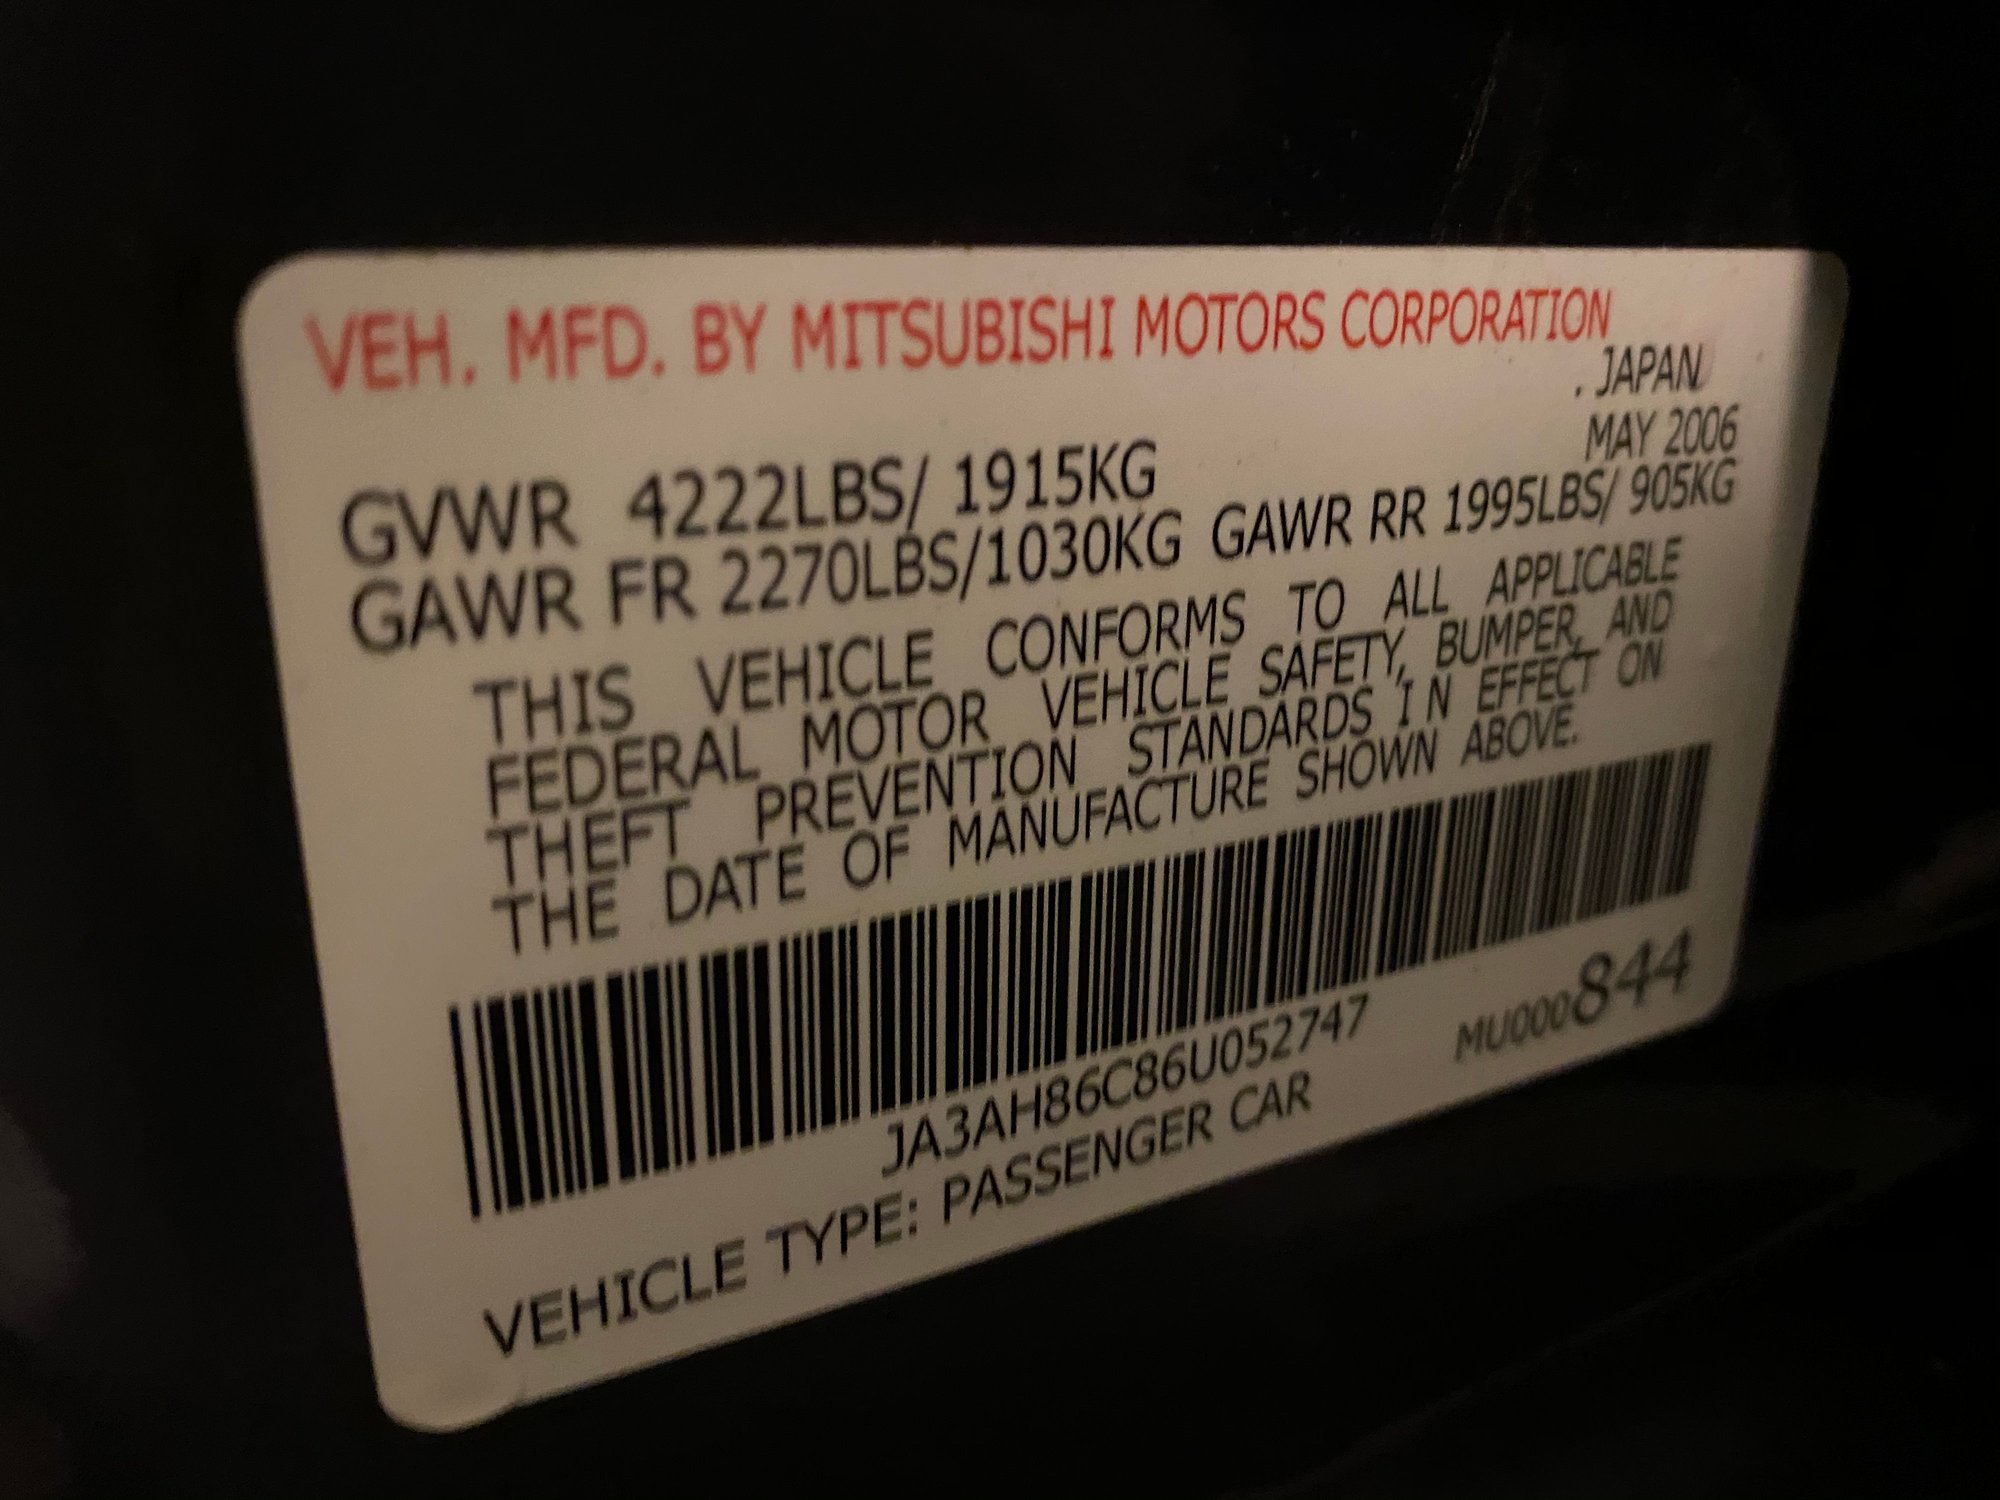 VEH. MFD. BY MITSUBISHI MOTORS CORPORATION
. JAPAN
MAY 2006
GVWR 4222LBS/ 1915KG
GAWR FR 2270LBS/1030KG GAWR RR 1995LBS/ 905KG
THIS VEHICLE CONFORMS TO ALL APPLICABLE
FEDERAL MOTOR VEHICLE SAFETY, BUMPER, AND
THEFT PREVENTION STANDARDS IN EFFECT ON
THE DATE OF MANUFACTURE SHOWN ABOVE.
JA3AH86C86U052747
MU000844
VEHICLE TYPE: PASSENGER CAR